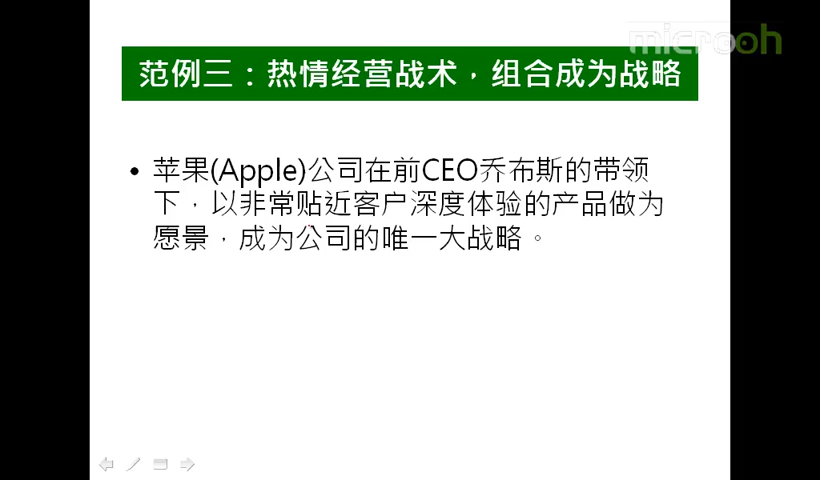 microoh
范例三：热情经营战术，组合成为战略
• 苹果(Apple)公司在前CEO乔布斯的带领
下，以非常贴近客户深度体验的产品做为
愿景，成为公司的唯一大战略。